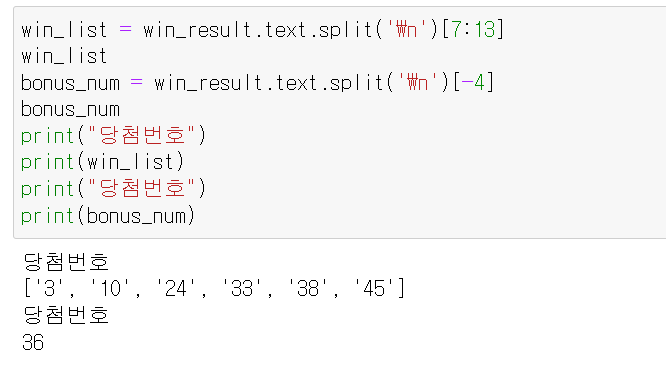 win_list = win_result.text.split('₩n')[7:13]
win_list
bonus_num = win_result.text.split('₩n')[-4]
bonus_num
print("당첨번호")
print(win_list)
print("당첨번호")
print(bonus_num)
당첨번호
['3', '10', '24', '33', '38', '45']
당첨번호
36